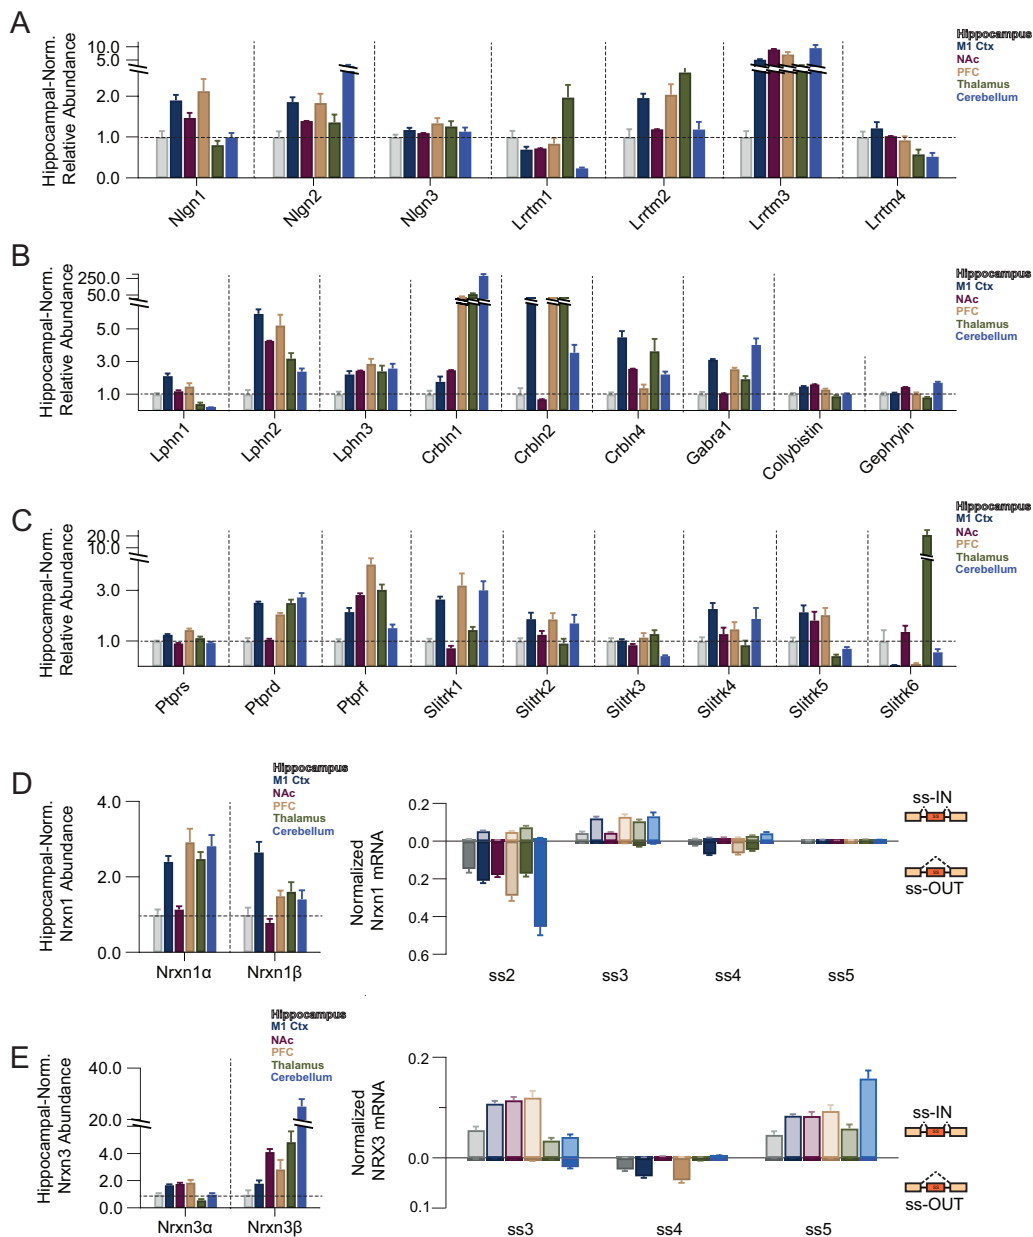 A
Hippocampal-Norm.
Relative Abundance
10.0
5.0
2.0
1.0
0.0
Nlgn1
Nlgn2
Nlgn3
Lrrtm1
Lrrtm2
Lrrtm3
Lrrtm4
Hippocampus
M1 Ctx
NAc
PFC
Thalamus
Cerebellum
B
Hippocampal-Norm.
Relative Abundance
250.0
50.0
5.0
3.0
1.0
Lphn1
Lphn2
Lphn3
Crbln1
Crbln2
Crbln4
Gabra1
Collybistin
Gephryin
Hippocampus
M1 Ctx
NAc
PFC
Thalamus
Cerebellum
C
Hippocampal-Norm.
Relative Abundance
20.0
10.0
3.0
1.0
Ptprs
Ptprd
Ptprf
Slitrk1
Slitrk2
Slitrk3
Slitrk4
Slitrk5
Slitrk6
Hippocampus
M1 Ctx
NAc
PFC
Thalamus
Cerebellum
D
Hippocampal-Norm.
Nrxn1 Abundance
4.0
2.0
0.0
Nrxn1α
Nrxn1β
Hippocampus
M1 Ctx
NAc
PFC
Thalamus
Cerebellum
Normalized
Nrxn1 mRNA
0.2
0.0
0.2
0.4
0.6
ss2
ss3
ss4
ss5
ss-IN
ss
ss
ss-OUT
E
Hippocampal-Norm.
Nrxn3 Abundance
40.0
20.0
4.0
2.0
0.0
Nrxn3α
Nrxn3β
Hippocampus
M1 Ctx
NAc
PFC
Thalamus
Cerebellum
Normalized
NRX3 mRNA
0.2
0.0
0.1
ss3
ss4
ss5
ss-IN
ss
ss
ss-OUT